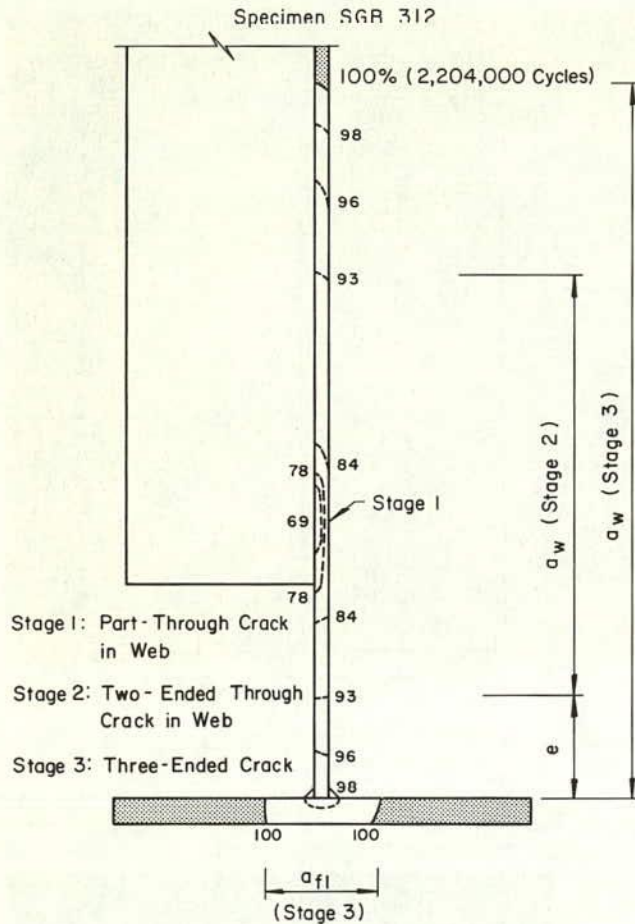 Specimen SGB 312
100% (2,204,000 Cycles)
98
96
93
84
78
69
Stage 1
78
84
Stage 1: Part-Through Crack
in Web
93
Stage 2: Two-Ended Through
Crack in Web
96
Stage 3: Three-Ended Crack
98
100
100
a_w (Stage 2)
a_w (Stage 3)
e
a_f1
(Stage 3)